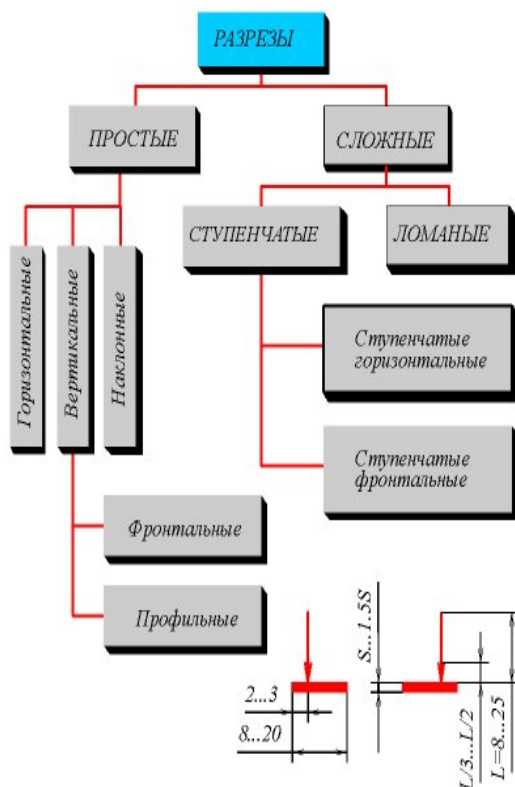 РАЗРЕЗЫ
ПРОСТЫЕ
СЛОЖНЫЕ
Горизонтальные
Вертикальные
Наклонные
СТУПЕНЧАТЫЕ
ЛОМАНЫЕ
Ступенчатые
горизонтальные
Ступенчатые
фронтальные
Фронтальные
Профильные
2...3
8...20
S...1.5S
L/3...L/2
L=8...25